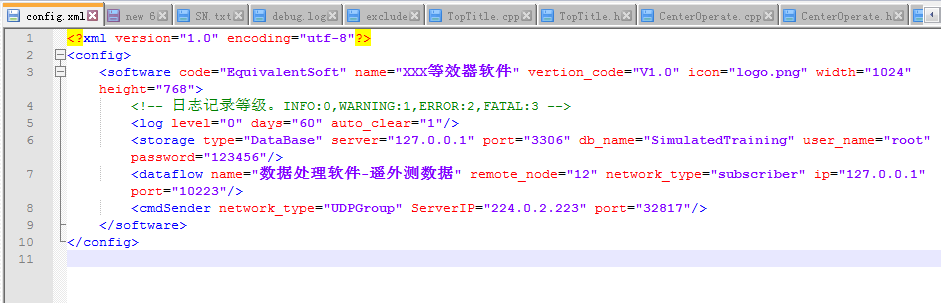 config.xml new 6 SN.txt debug.log exclude TopTitle.cpp TopTitle.h CenterOperate.cpp CenterOperate.h
1 <?xml version="1.0" encoding="utf-8"?>
2 <config>
3 <software code="EquivalentSoft" name="XXX等效器软件" vertion_code="V1.0" icon="logo.png" width="1024"
height="768">
4 <!-- 日志记录等级。INFO:0,WARNING:1,ERROR:2,FATAL:3 -->
5 <log level="0" days="60" auto_clear="1"/>
6 <storage type="DataBase" server="127.0.0.1" port="3306" db_name="SimulatedTraining" user_name="root"
password="123456"/>
7 <dataflow name="数据处理软件-遥外测数据" remote_node="12" network_type="subscriber" ip="127.0.0.1"
port="10223"/>
8 <cmdSender network_type="UDPGroup" ServerIP="224.0.2.223" port="32817"/>
9 </software>
10 </config>
11